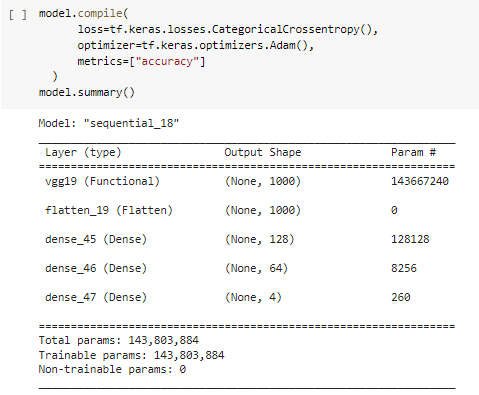 [ ] model.compile(
loss=tf.keras.losses.CategoricalCrossentropy(),
optimizer=tf.keras.optimizers.Adam(),
metrics=["accuracy"]
)
model.summary()
Model: "sequential_18"
_________________________________________________________________
Layer (type) Output Shape Param #
=================================================================
vgg19 (Functional) (None, 1000) 143667240
flatten_19 (Flatten) (None, 1000) 0
dense_45 (Dense) (None, 128) 128128
dense_46 (Dense) (None, 64) 8256
dense_47 (Dense) (None, 4) 260
=================================================================
Total params: 143,803,884
Trainable params: 143,803,884
Non-trainable params: 0
_________________________________________________________________